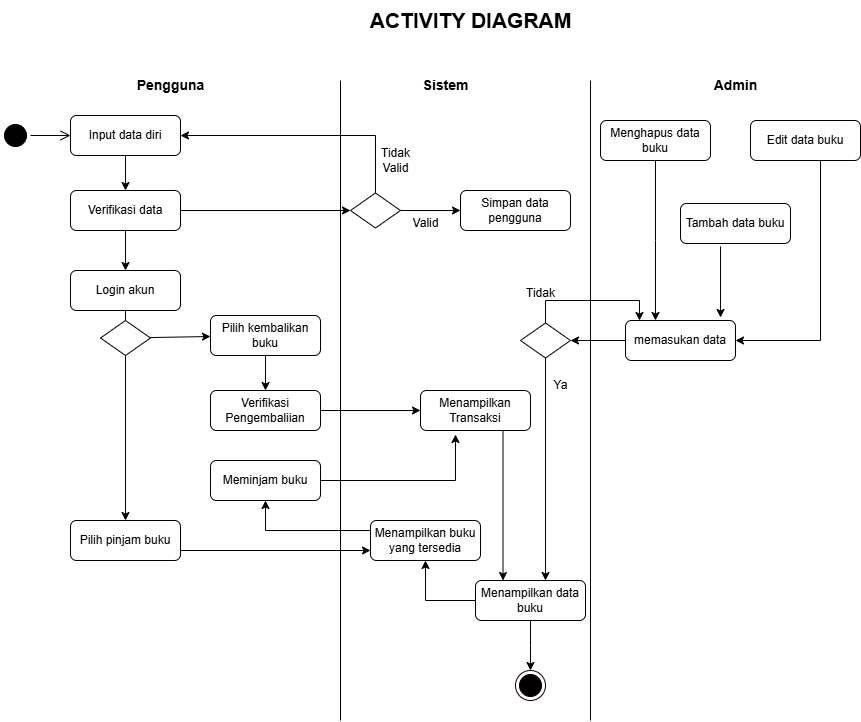 ACTIVITY DIAGRAM
Pengguna
Sistem
Admin
Input data diri
Tidak
Valid
Menghapus data
buku
Edit data buku
Verifikasi data
Valid
Simpan data
pengguna
Tambah data buku
Login akun
Tidak
Pilih kembalikan
buku
memasukan data
Ya
Verifikasi
Pengembaliian
Menampilkan
Transaksi
Meminjam buku
Pilih pinjam buku
Menampilkan buku
yang tersedia
Menampilkan data
buku